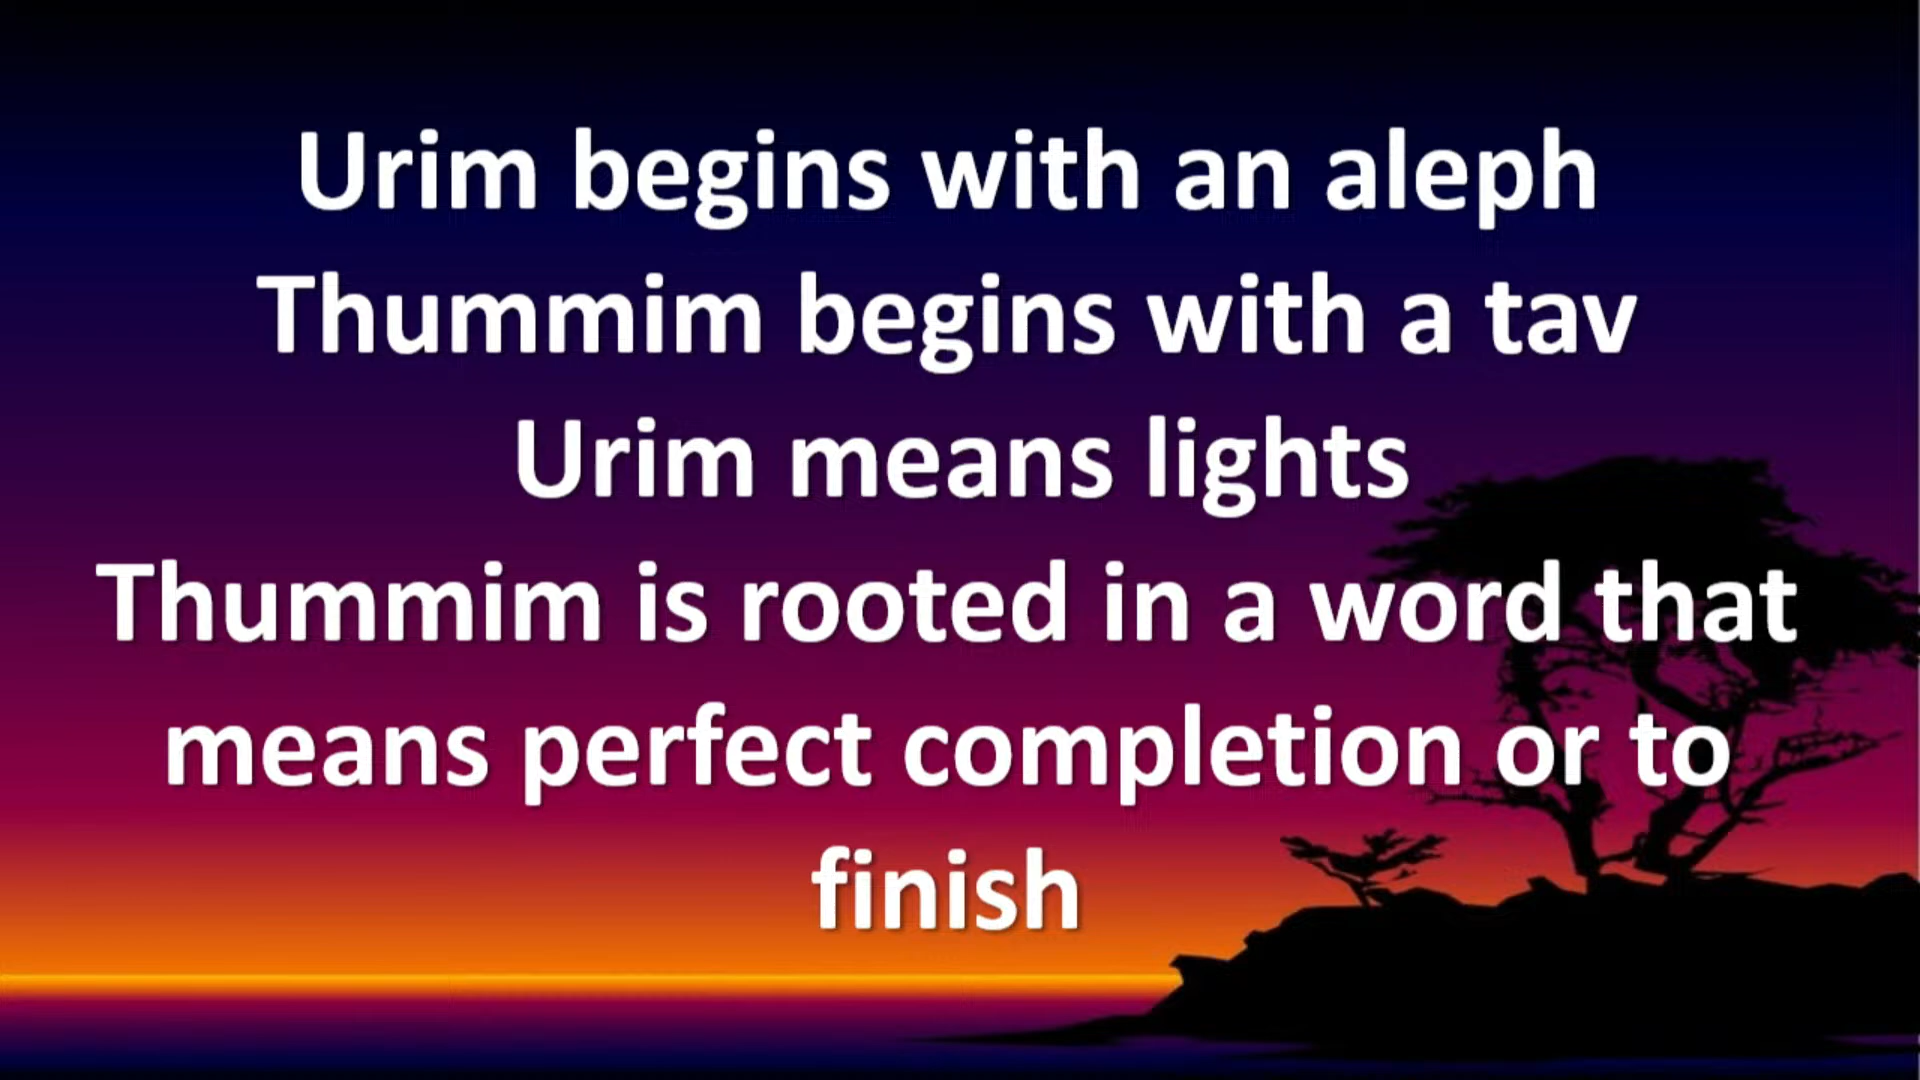 Urim begins with an aleph
Thummim begins with a tav
Urim means lights
Thummim is rooted in a word that
means perfect completion or to
finish